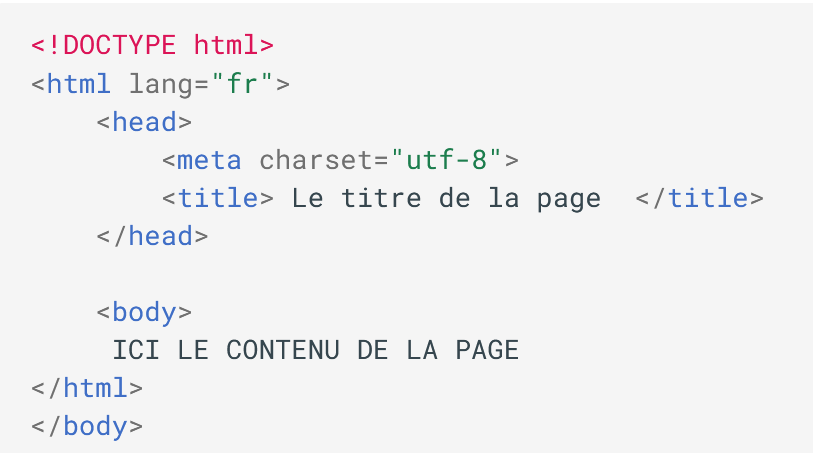 <!DOCTYPE html>
<html lang="fr">
    <head>
        <meta charset="utf-8">
        <title> Le titre de la page  </title>
    </head>

    <body>
     ICI LE CONTENU DE LA PAGE
</html>
</body>